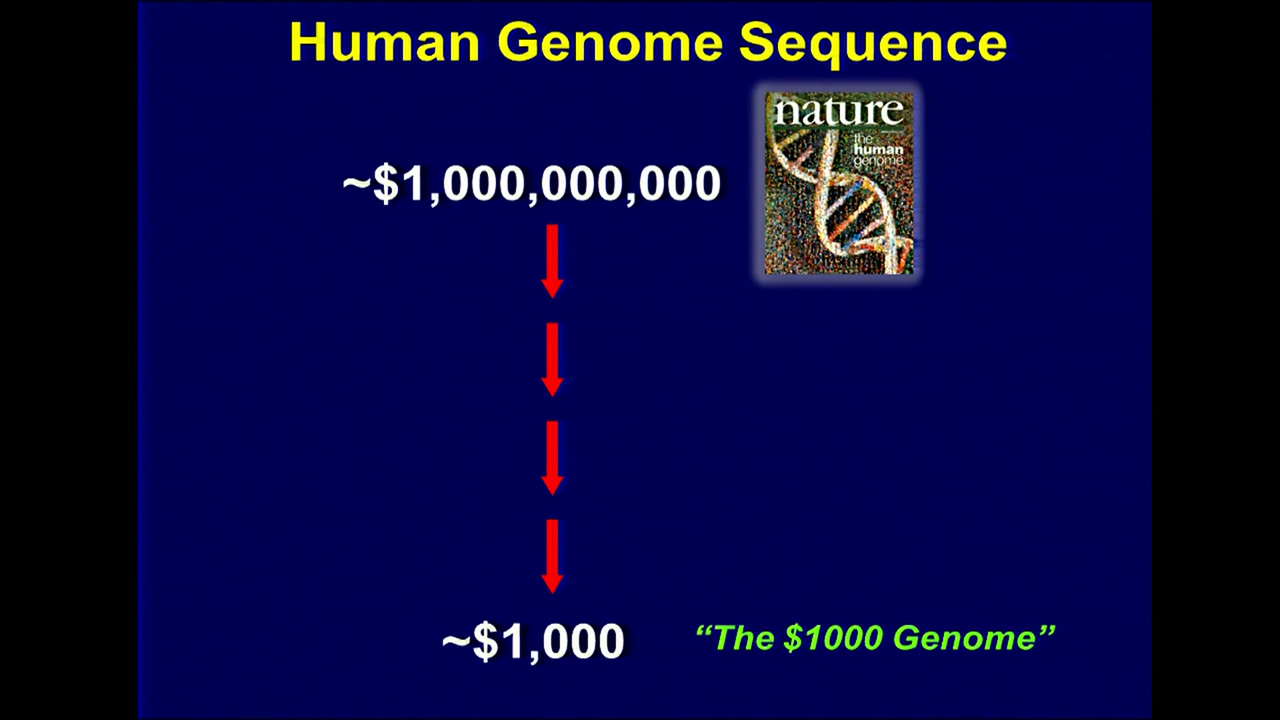 Human Genome Sequence
nature
the
human
genome
~$1,000,000,000
~$1,000
“The $1000 Genome”